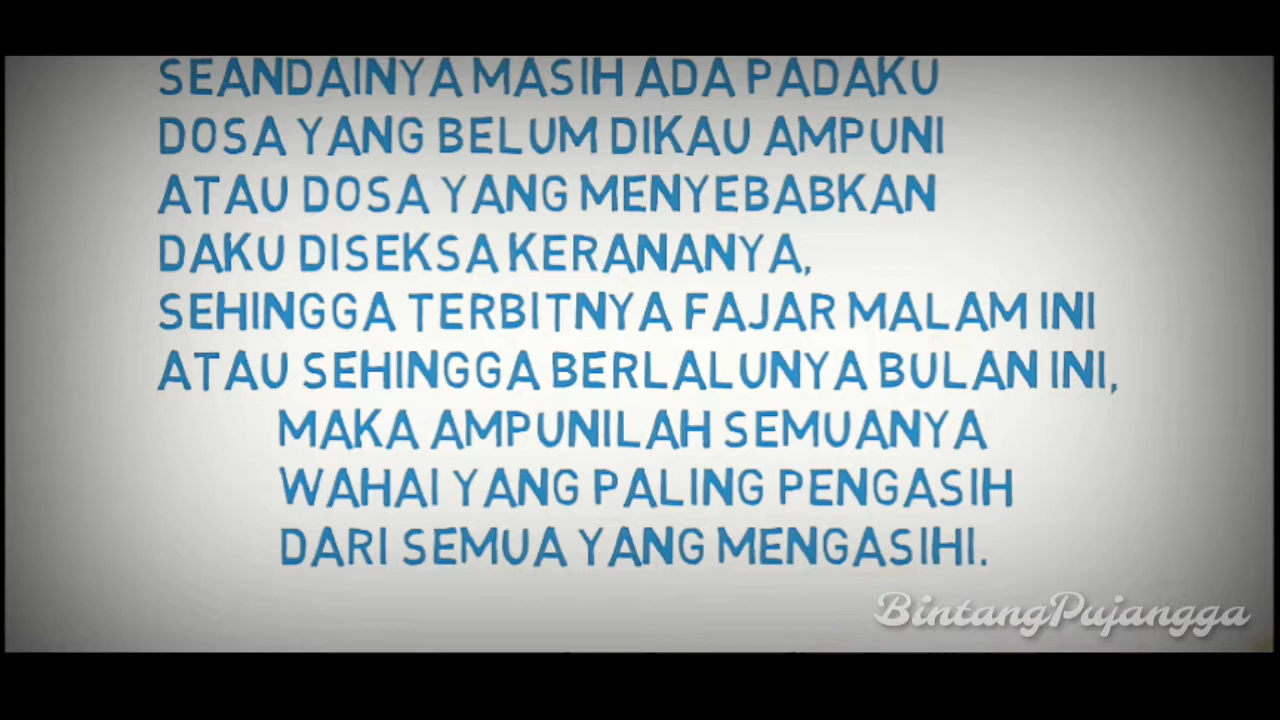 SEANDAINYA MASIH ADA PADAKU
DOSA YANG BELUM DIKAU AMPUNI
ATAU DOSA YANG MENYEBABKAN
DAKU DISEKSA KERANANYA,
SEHINGGA TERBITNYA FAJAR MALAM INI
ATAU SEHINGGA BERLALUNYA BULAN INI,
MAKA AMPUNILAH SEMUANYA
WAHAI YANG PALING PENGASIH
DARI SEMUA YANG MENGASIHI.
BintangPujangga